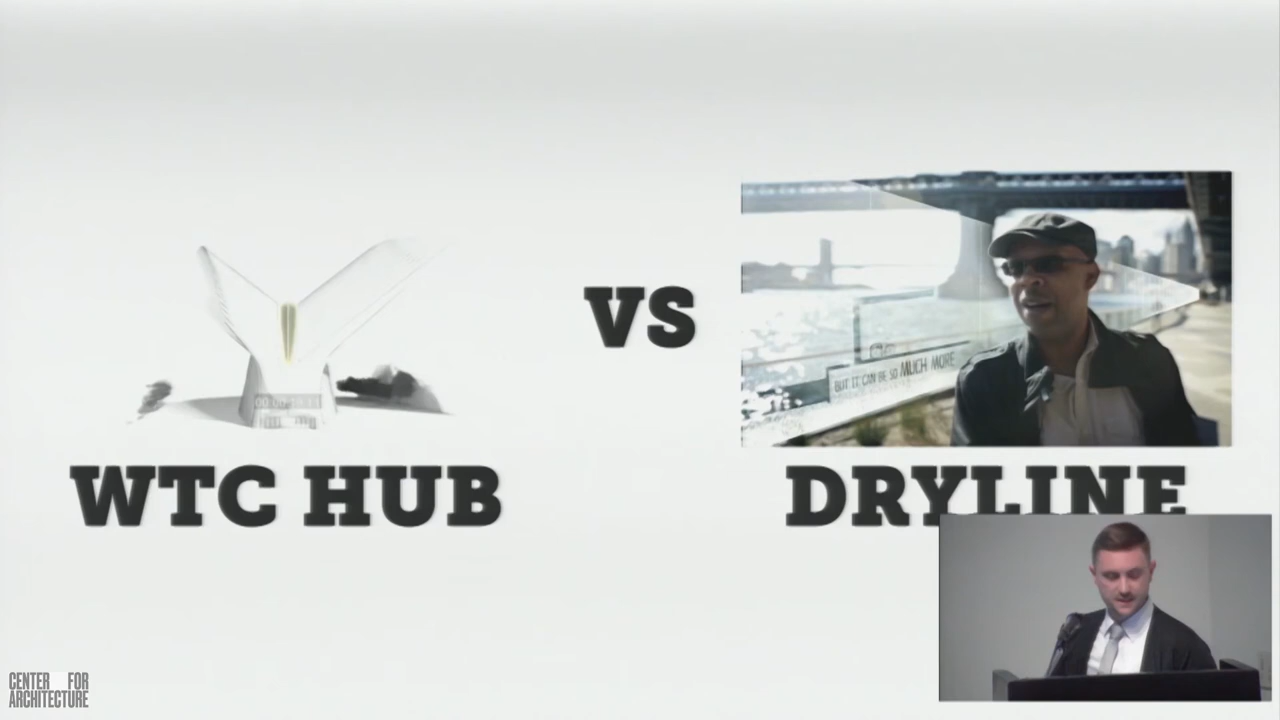 VS
BUT IT CAN BE SO MUCH MORE
WTC HUB
DRYLINE
CENTER FOR
ARCHITECTURE